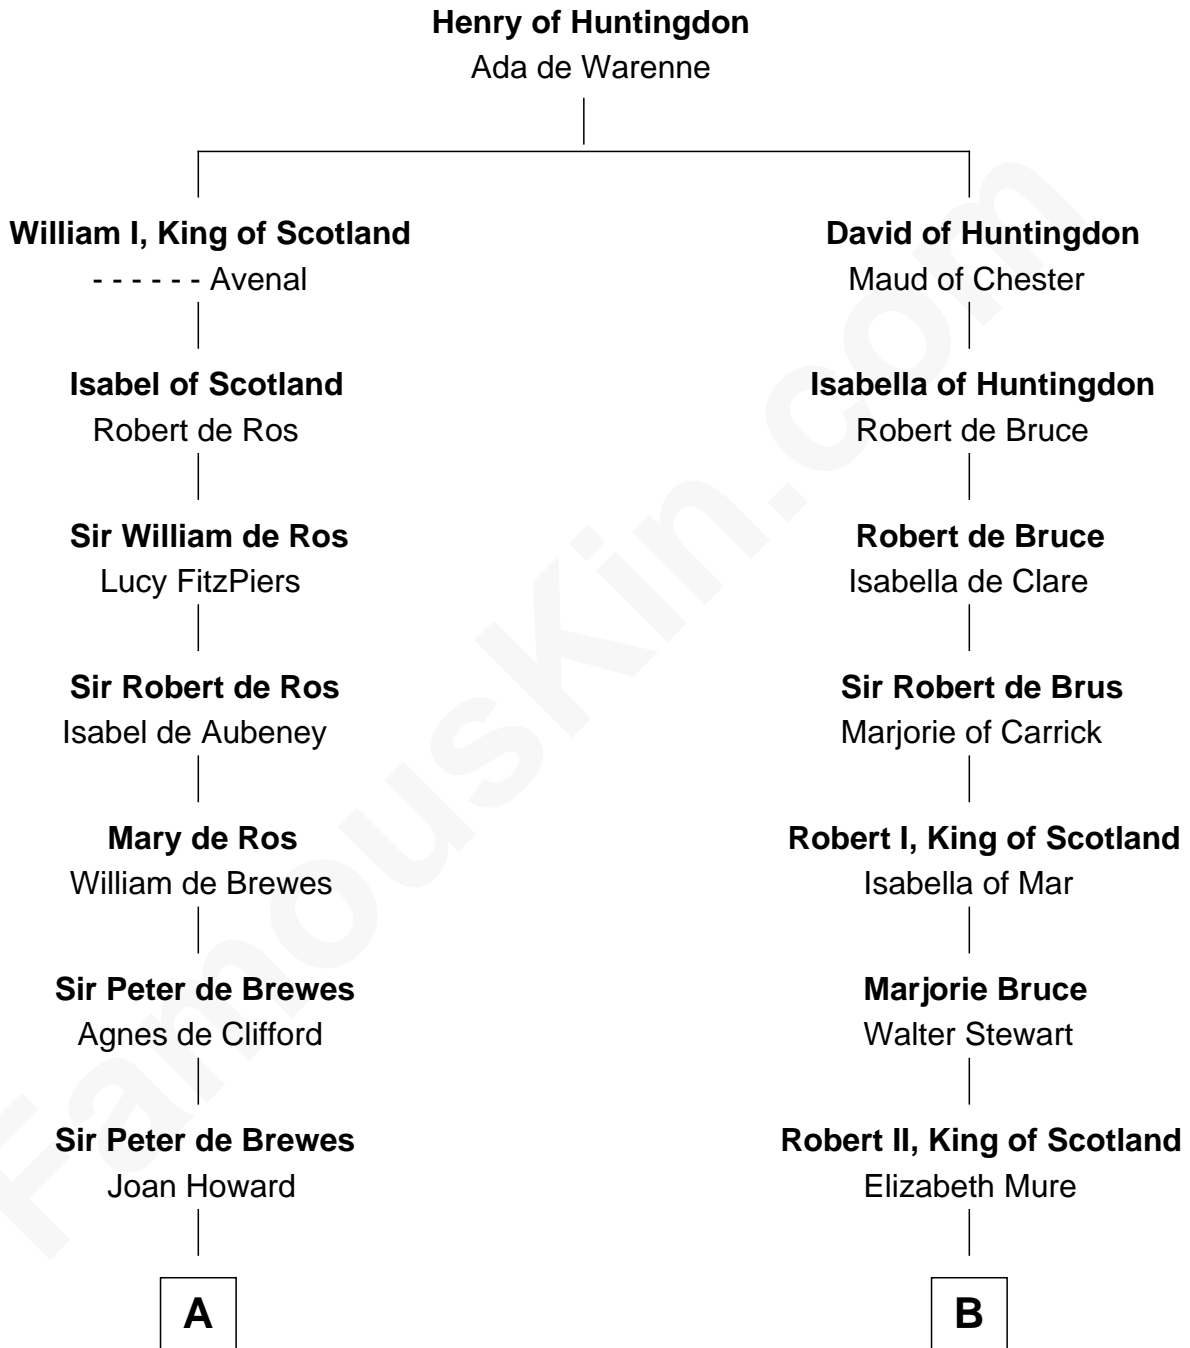 Henry of Huntingdon
Ada de Warenne
William I, King of Scotland
- - - - - - Avenal
Isabel of Scotland
Robert de Ros
Sir William de Ros
Lucy FitzPiers
Sir Robert de Ros
Isabel de Aubeney
Mary de Ros
William de Brewes
Sir Peter de Brewes
Agnes de Clifford
Sir Peter de Brewes
Joan Howard
A
David of Huntingdon
Maud of Chester
Isabella of Huntingdon
Robert de Bruce
Robert de Bruce
Isabella de Clare
Sir Robert de Brus
Marjorie of Carrick
Robert I, King of Scotland
Isabella of Mar
Marjorie Bruce
Walter Stewart
Robert II, King of Scotland
Elizabeth Mure
B
FamousKin.com